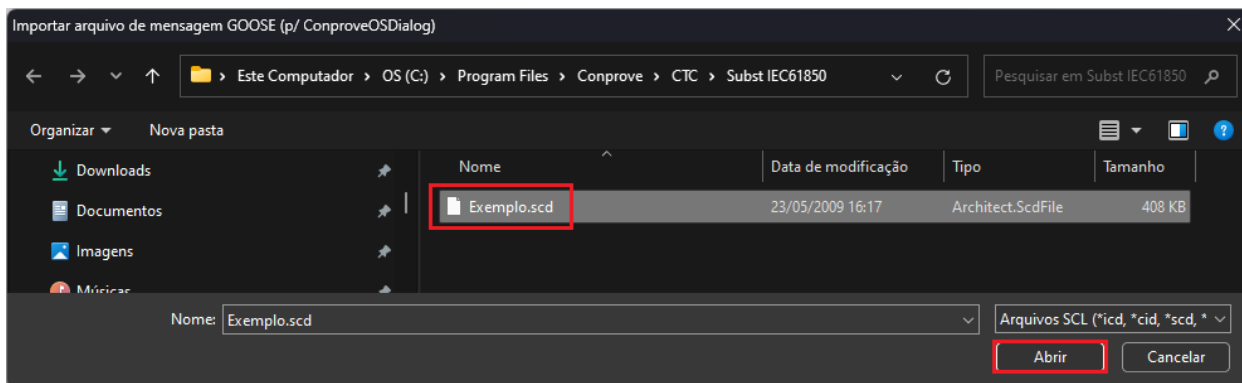 Importar arquivo de mensagem GOOSE (p/ ConproveOSDialog)
Este Computador > OS (C:) > Program Files > Conprove > CTC > Subst IEC61850
Pesquisar em Subst IEC61850
Organizar
Nova pasta
Downloads
Documentos
Imagens
Músicas
Nome
Data de modificação
Tipo
Tamanho
Exemplo.scd
23/05/2009 16:17
Architect.ScdFile
408 KB
Nome:
Exemplo.scd
Arquivos SCL (*icd, *cid, *scd, *
Abrir
Cancelar